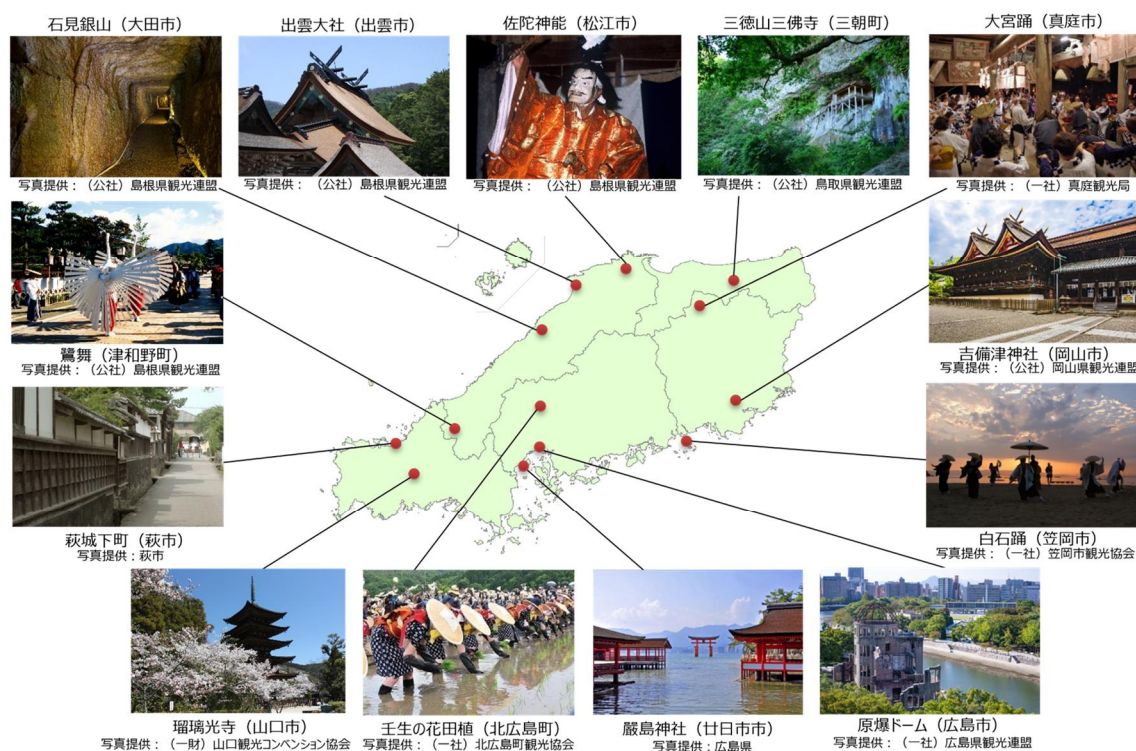 石見銀山（大田市）
写真提供：（公社）島根県観光連盟
出雲大社（出雲市）
写真提供：（公社）島根県観光連盟
佐陀神能（松江市）
写真提供：（公社）島根県観光連盟
三徳山三佛寺（三朝町）
写真提供：（公社）鳥取県観光連盟
大宮踊（真庭市）
写真提供：（一社）真庭観光局
鷺舞（津和野町）
写真提供：（公社）島根県観光連盟
吉備津神社（岡山市）
写真提供：（公社）岡山県観光連盟
萩城下町（萩市）
写真提供：萩市
白石踊（笠岡市）
写真提供：（一社）笠岡市観光協会
瑠璃光寺（山口市）
写真提供：（一財）山口観光コンベンション協会
壬生の花田植（北広島町）
写真提供：（一社）北広島町観光協会
嚴島神社（廿日市市）
写真提供：広島県
原爆ドーム（広島市）
写真提供：（一社）広島県観光連盟